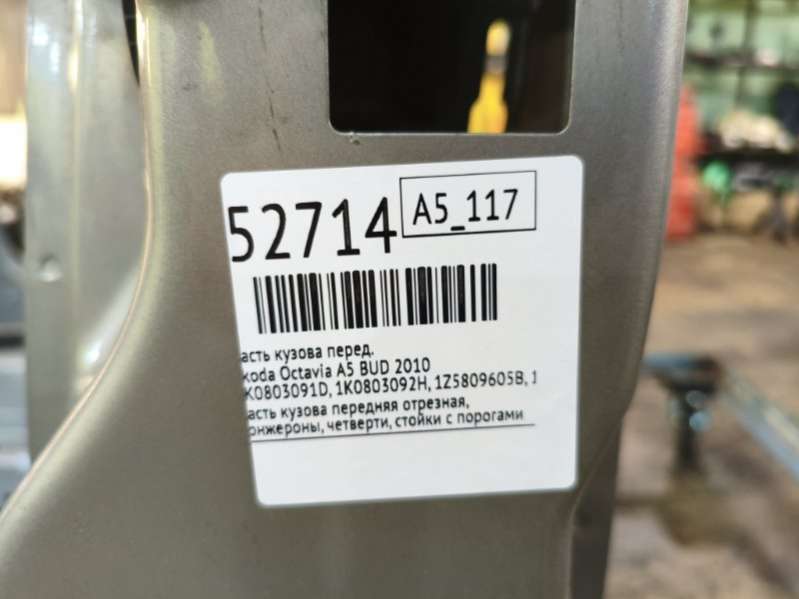 52714
A5_117
асть кузова перед.
koda Octavia A5 BUD 2010
K0803091D, 1K0803092H, 1Z5809605B, 1
асть кузова передняя отрезная,
онжероны, четверти, стойки с порогами